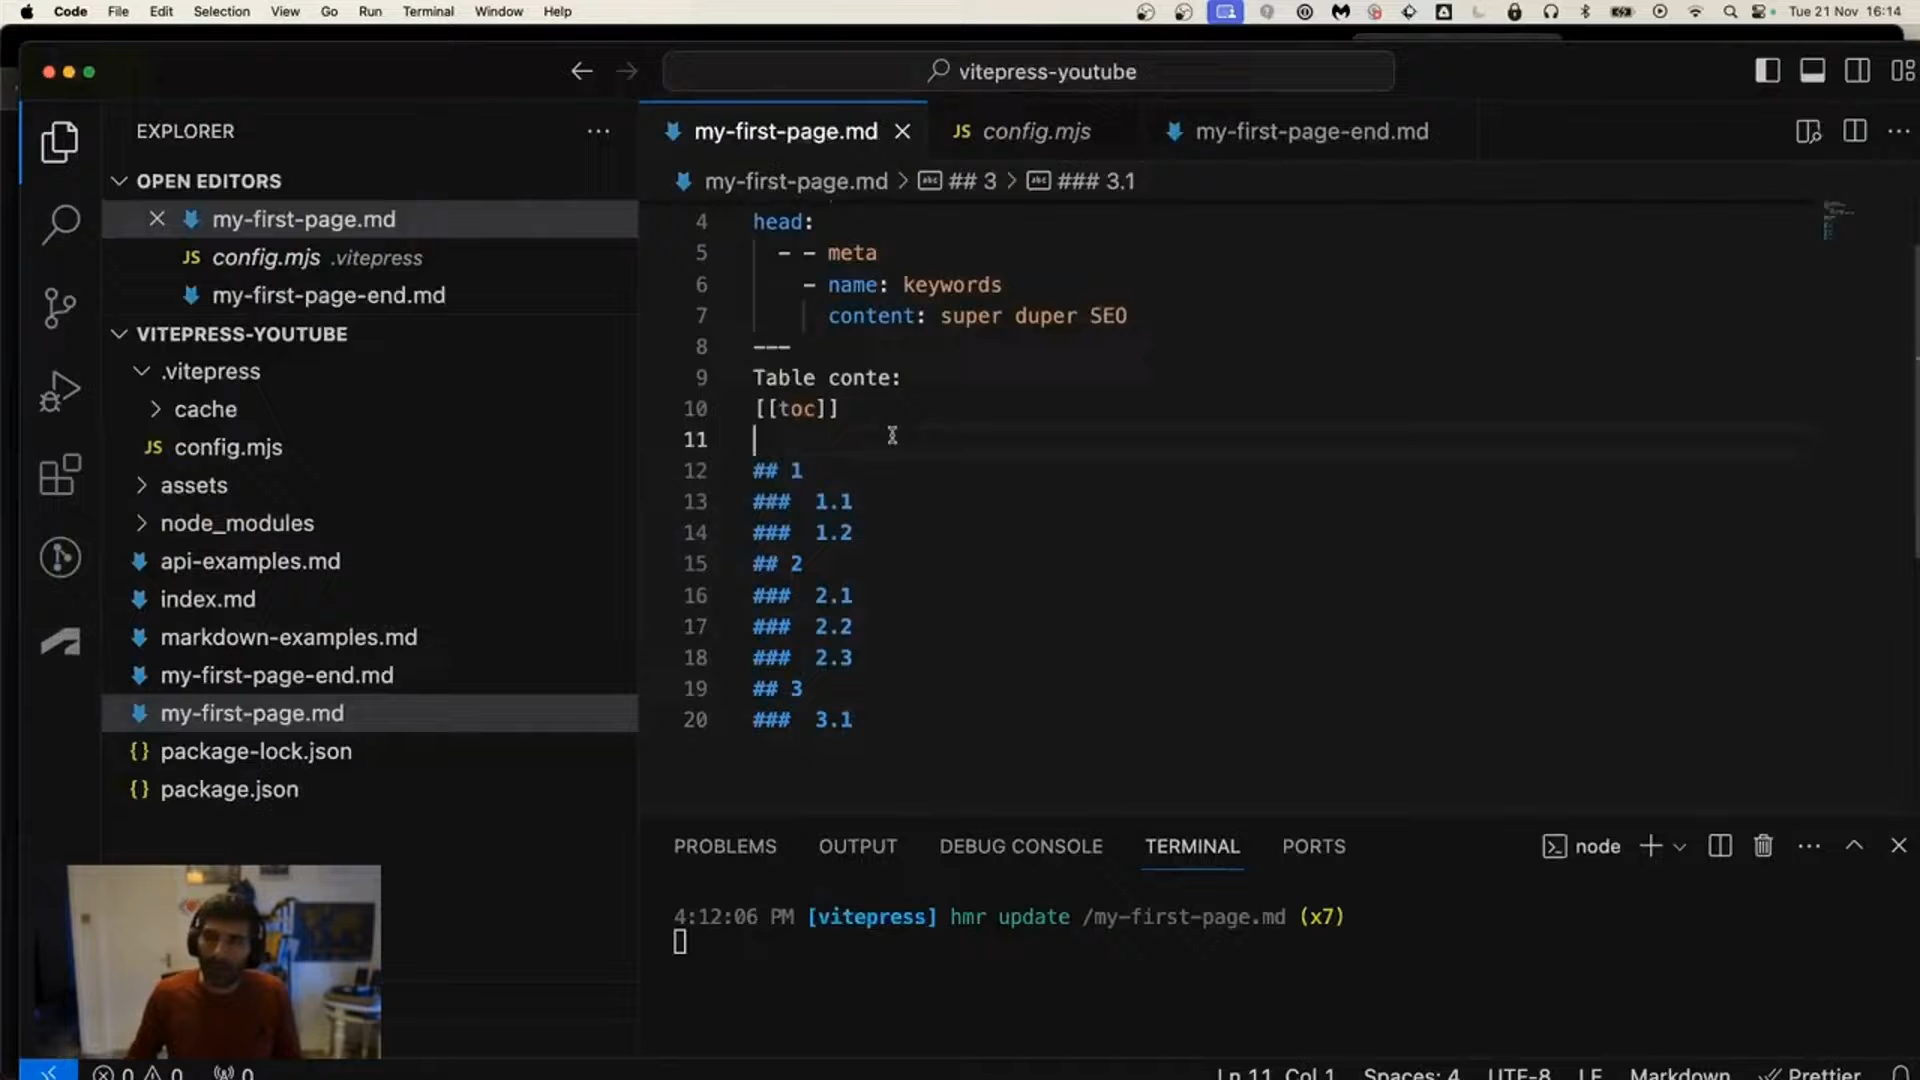 Code File Edit Selection View Go Run Terminal Window Help Tue 21 Nov 16:14
vitepress-youtube
EXPLORER
OPEN EDITORS
my-first-page.md
config.mjs .vitepress
my-first-page-end.md
VITEPRESS-YOUTUBE
.vitepress
cache
JS config.mjs
assets
node_modules
api-examples.md
index.md
markdown-examples.md
my-first-page-end.md
my-first-page.md
{} package-lock.json
{} package.json
my-first-page.md JS config.mjs my-first-page-end.md
my-first-page.md > abc ## 3 > abc ### 3.1
4 head:
5 - - meta
6 - name: keywords
7 content: super duper SEO
8 ---
9 Table conte:
10 [[toc]]
11
12 ## 1
13 ### 1.1
14 ### 1.2
15 ## 2
16 ### 2.1
17 ### 2.2
18 ### 2.3
19 ## 3
20 ### 3.1
PROBLEMS OUTPUT DEBUG CONSOLE TERMINAL PORTS node
4:12:06 PM [vitepress] hmr update /my-first-page.md (x7)
0 0 0 Ln 11, Col 1 Spaces: 4 UTF-8 LF Markdown Prettier